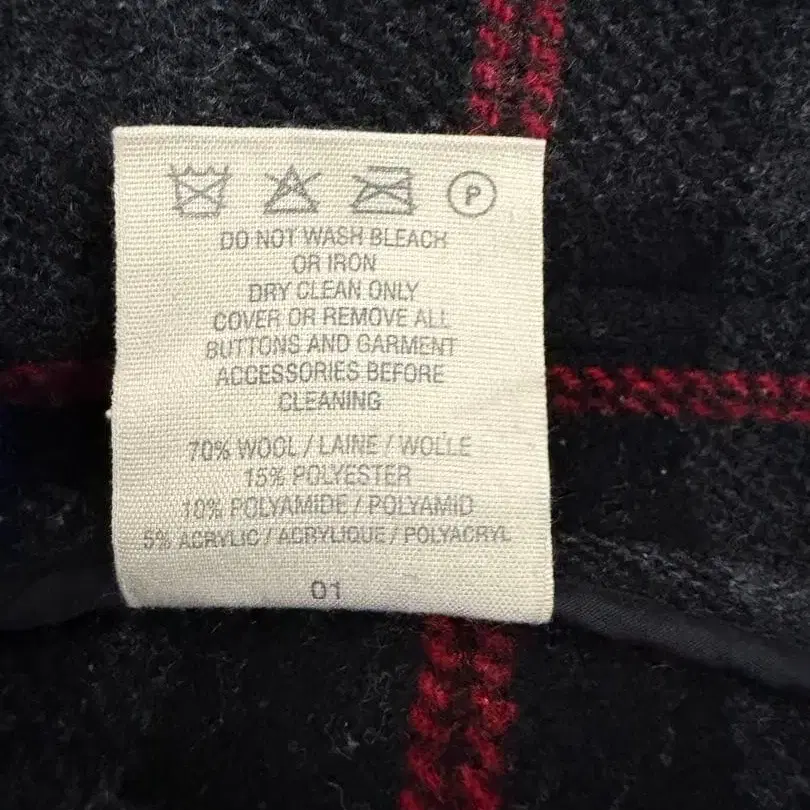 P
DO NOT WASH BLEACH
OR IRON
DRY CLEAN ONLY
COVER OR REMOVE ALL
BUTTONS AND GARMENT
ACCESSORIES BEFORE
CLEANING
70% WOOL / LAINE / WOLLE
15% POLYESTER
10% POLYAMIDE / POLYAMID
5% ACRYLIC / ACRYLIQUE / POLYACRYL
01